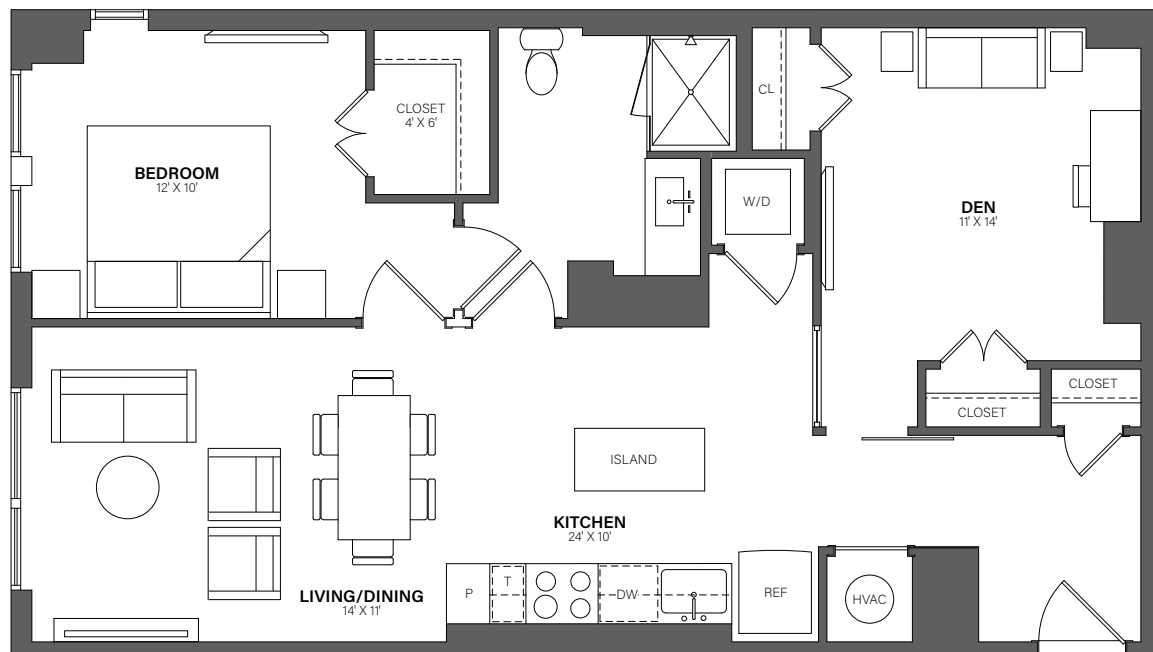 BEDROOM
12' X 10'
CLOSET
4' X 6'
CL
W/D
DEN
11' X 14'
CLOSET
CLOSET
ISLAND
KITCHEN
24' X 10'
LIVING/DINING
14' X 11'
P
T
DW
REF
HVAC